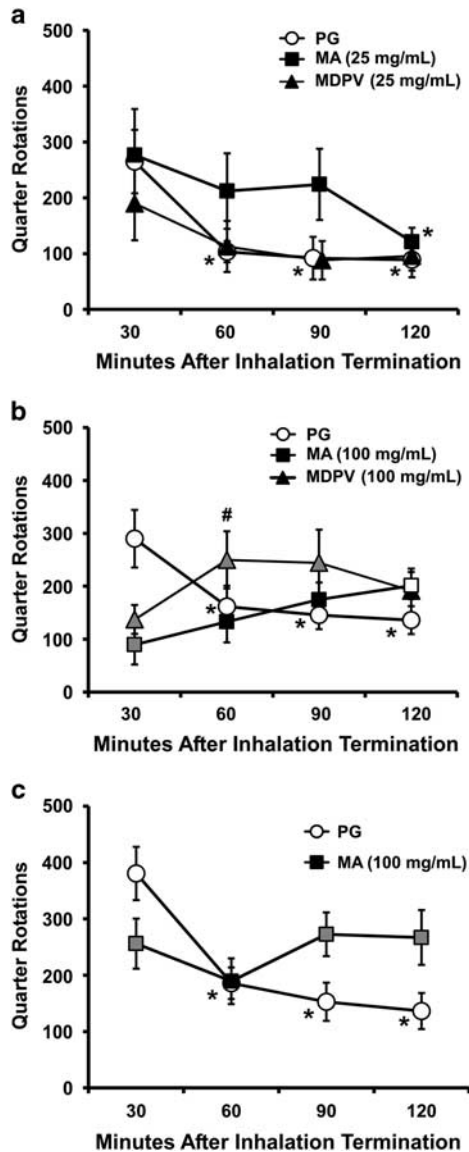 a
500
400
300
200
100
0
Quarter Rotations
PG
MA (25 mg/mL)
MDPV (25 mg/mL)
*
*
*
*
30 60 90 120
Minutes After Inhalation Termination
b
500
400
300
200
100
0
Quarter Rotations
PG
MA (100 mg/mL)
MDPV (100 mg/mL)
#
*
*
*
30 60 90 120
Minutes After Inhalation Termination
c
500
400
300
200
100
0
Quarter Rotations
PG
MA (100 mg/mL)
*
*
*
30 60 90 120
Minutes After Inhalation Termination